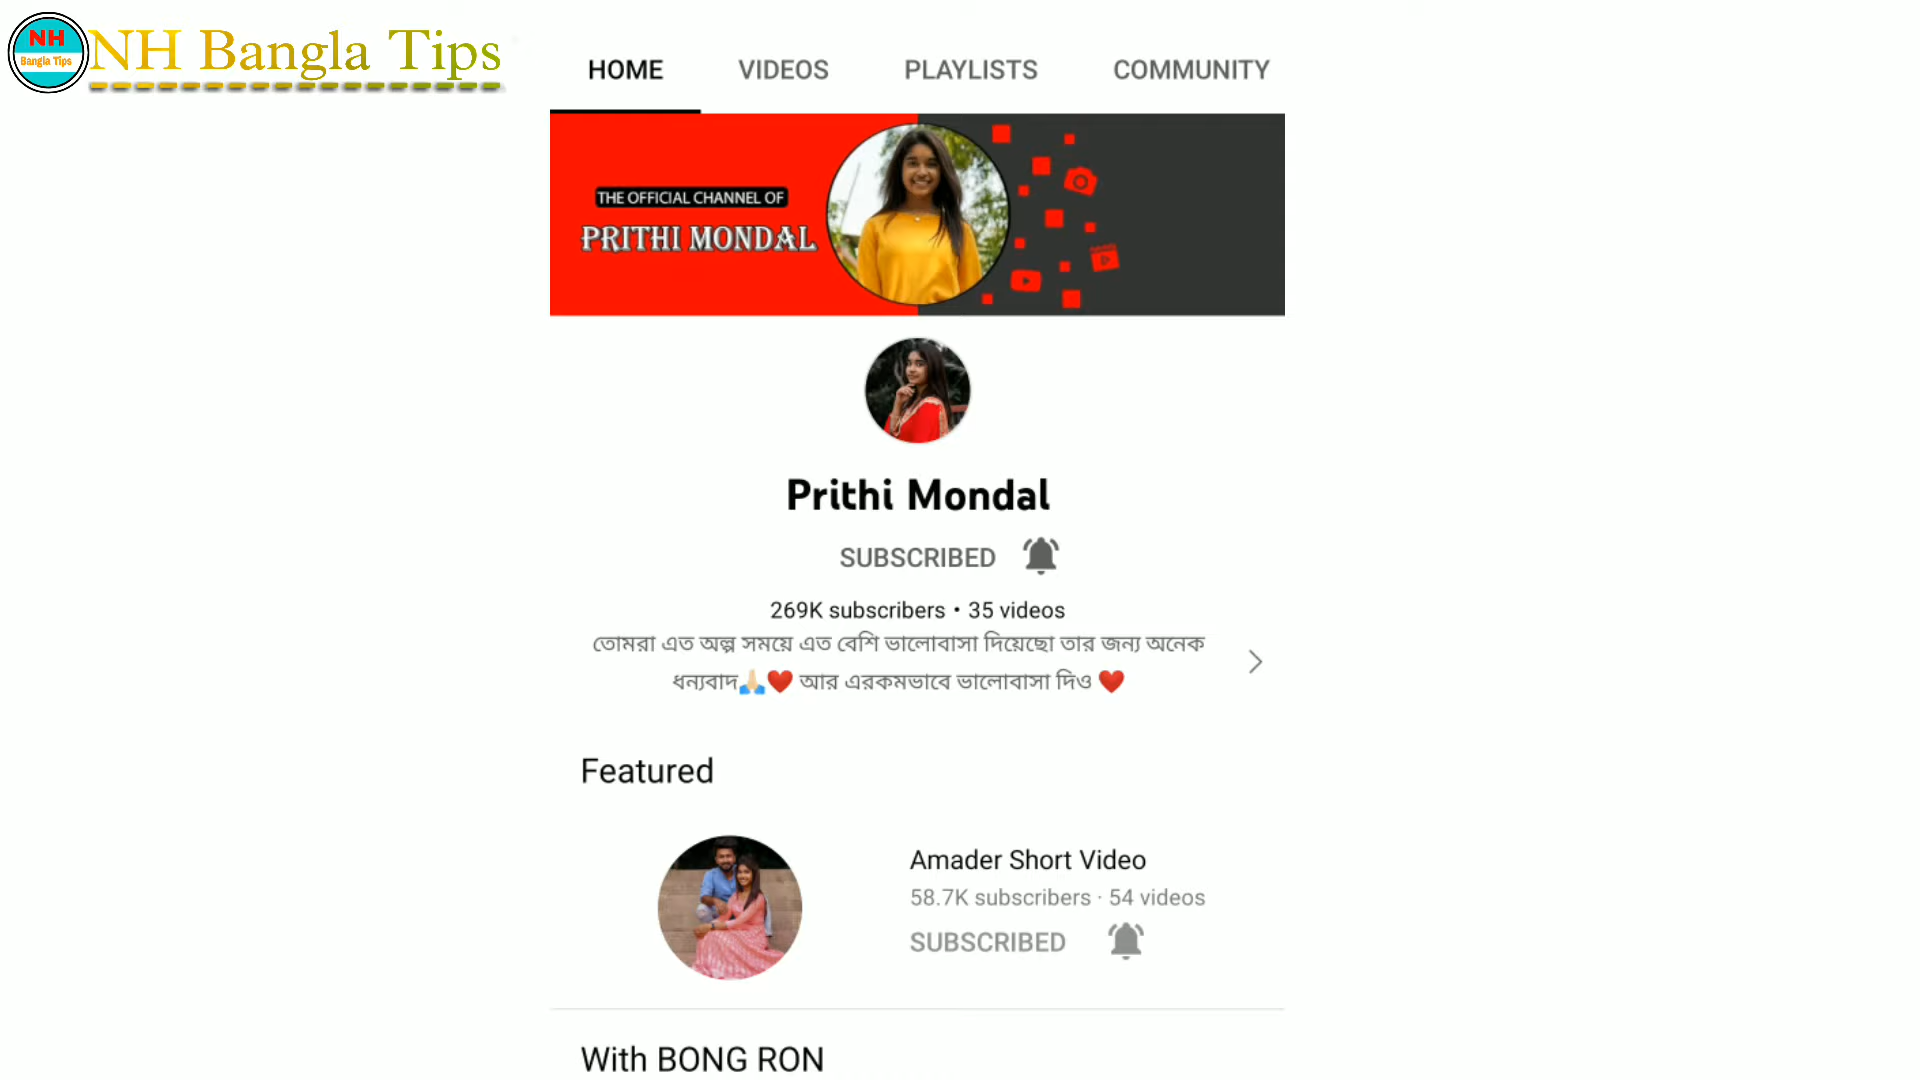 NH
Bangla Tips
NH Bangla Tips
HOME VIDEOS PLAYLISTS COMMUNITY
THE OFFICIAL CHANNEL OF
PRITHI MONDAL
Prithi Mondal
SUBSCRIBED
269K subscribers • 35 videos
তোমরা এত অল্প সময়ে এত বেশি ভালোবাসা দিয়েছো তার জন্য অনেক
ধন্যবাদ🙏🏻❤️ আর এরকমভাবে ভালোবাসা দিও ❤️
Featured
Amader Short Video
58.7K subscribers · 54 videos
SUBSCRIBED
With BONG RON